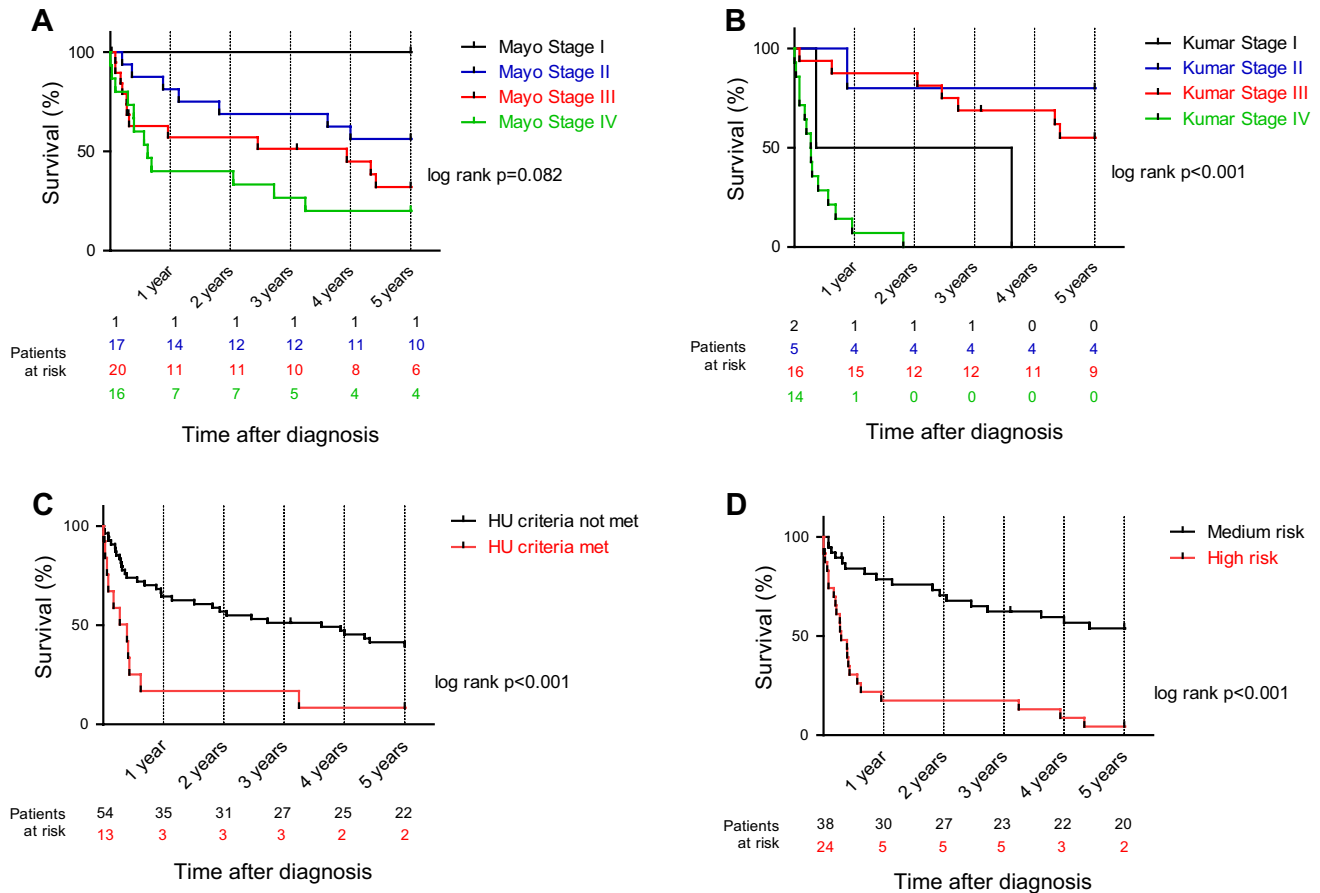 A
Survival (%)
100
50
0
Mayo Stage I
Mayo Stage II
Mayo Stage III
Mayo Stage IV
log rank p=0.082
1 year 2 years 3 years 4 years 5 years
Patients at risk
1 1 1 1 1 1
17 14 12 12 11 10
20 11 11 10 8 6
16 7 7 5 4 4
Time after diagnosis
B
Survival (%)
100
50
0
Kumar Stage I
Kumar Stage II
Kumar Stage III
Kumar Stage IV
log rank p<0.001
1 year 2 years 3 years 4 years 5 years
Patients at risk
2 1 1 1 0 0
5 4 4 4 4 4
16 15 12 12 11 9
14 1 0 0 0 0
Time after diagnosis
C
Survival (%)
100
50
0
HU criteria not met
HU criteria met
log rank p<0.001
1 year 2 years 3 years 4 years 5 years
Patients at risk
54 35 31 27 25 22
13 3 3 3 2 2
Time after diagnosis
D
Survival (%)
100
50
0
Medium risk
High risk
log rank p<0.001
1 year 2 years 3 years 4 years 5 years
Patients at risk
38 30 27 23 22 20
24 5 5 5 3 2
Time after diagnosis